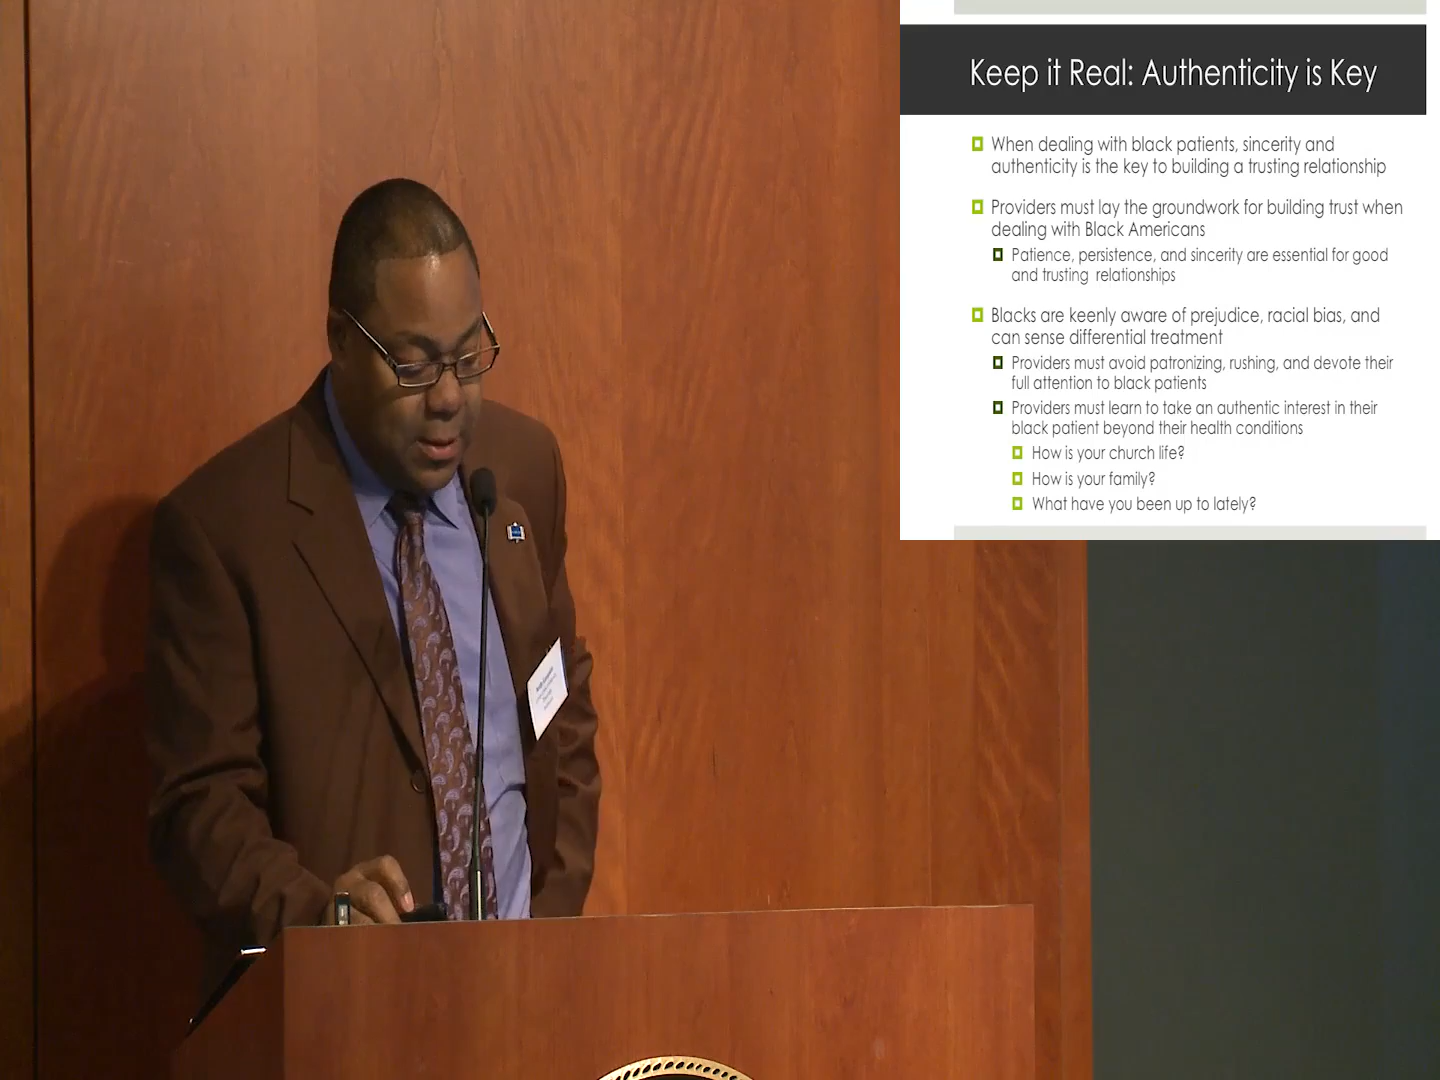 Keep it Real: Authenticity is Key
When dealing with black patients, sincerity and
authenticity is the key to building a trusting relationship
Providers must lay the groundwork for building trust when
dealing with Black Americans
Patience, persistence, and sincerity are essential for good
and trusting relationships
Blacks are keenly aware of prejudice, racial bias, and
can sense differential treatment
Providers must avoid patronizing, rushing, and devote their
full attention to black patients
Providers must learn to take an authentic interest in their
black patient beyond their health conditions
How is your church life?
How is your family?
What have you been up to lately?